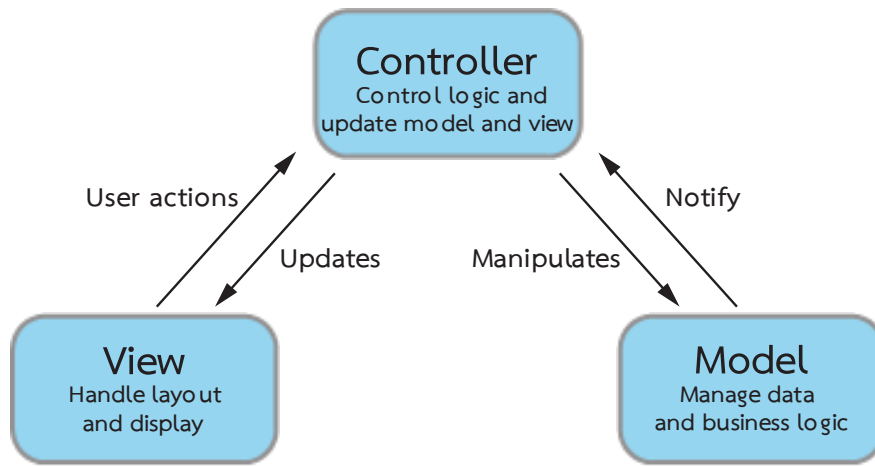 Controller
Control logic and
update model and view
User actions
Notify
Updates
Manipulates
View
Handle layout
and display
Model
Manage data
and business logic